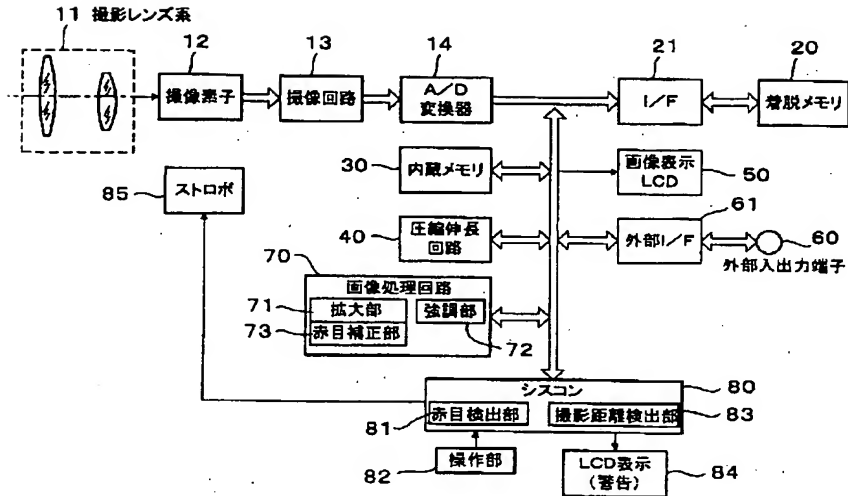 11 撮影レンズ系
12
13
14
21
20
撮像素子
撮像回路
A/D
変換器
I/F
着脱メモリ
30
内蔵メモリ
画像表示
LCD
50
85
ストロボ
40
圧縮伸長
回路
61
外部I/F
60
外部入出力端子
70
画像処理回路
71
拡大部
強調部
73
赤目補正部
72
シスコン
80
81
赤目検出部
撮影距離検出部
83
82
操作部
LCD表示
(警告)
84